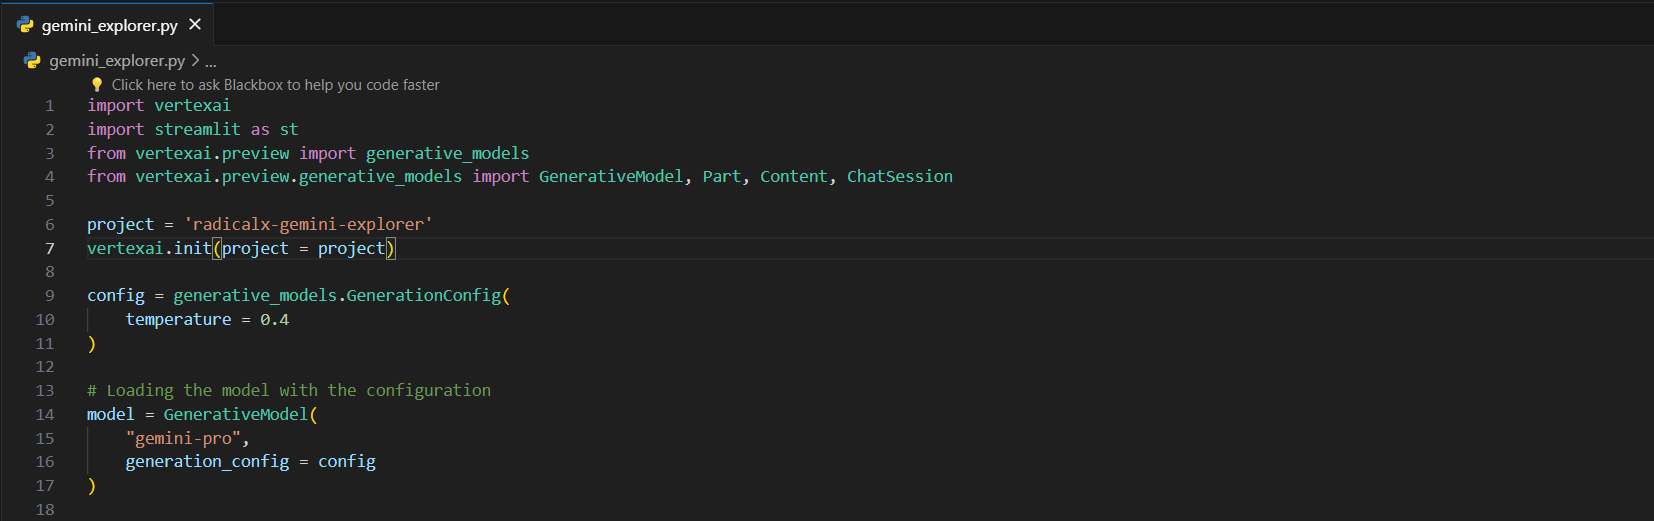 gemini_explorer.py ×
gemini_explorer.py > ...
Click here to ask Blackbox to help you code faster
1 import vertexai
2 import streamlit as st
3 from vertexai.preview import generative_models
4 from vertexai.preview.generative_models import GenerativeModel, Part, Content, ChatSession
5
6 project = 'radicalx-gemini-explorer'
7 vertexai.init(project = project)
8
9 config = generative_models.GenerationConfig(
10     temperature = 0.4
11 )
12
13 # Loading the model with the configuration
14 model = GenerativeModel(
15     "gemini-pro",
16     generation_config = config
17 )
18